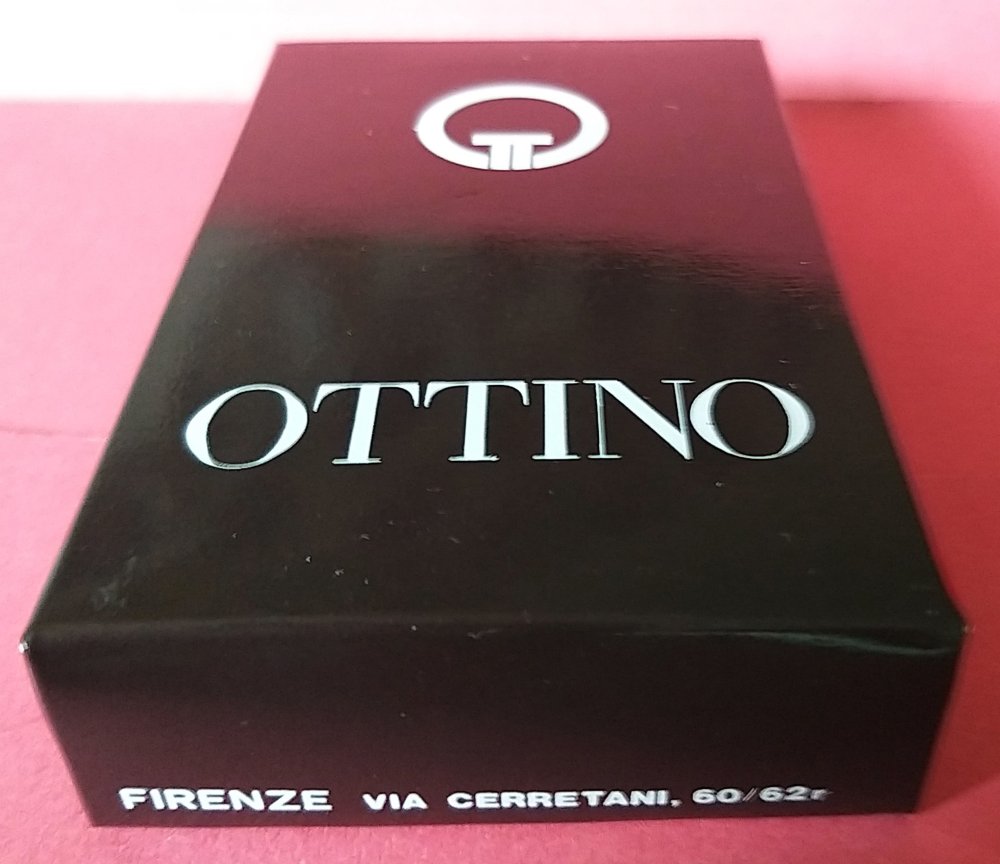 OTTINO
FIRENZE VIA CERRETANI, 60/62r